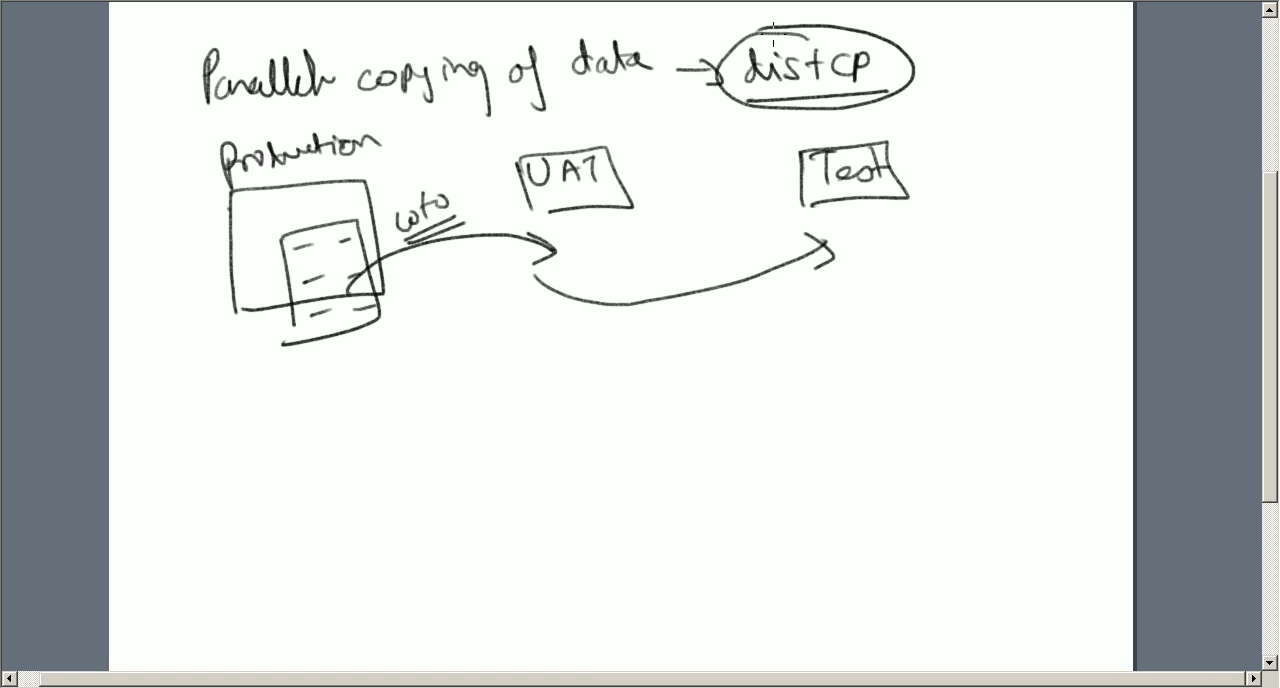 Parallel copying of data → distcp
Production
UAT
Test